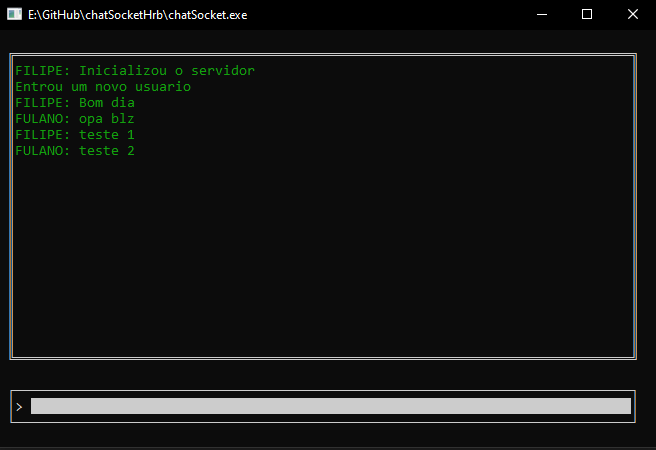 E:\GitHub\chatSocketHrb\chatSocket.exe
FILIPE: Inicializou o servidor
Entrou um novo usuario
FILIPE: Bom dia
FULANO: opa blz
FILIPE: teste 1
FULANO: teste 2
>